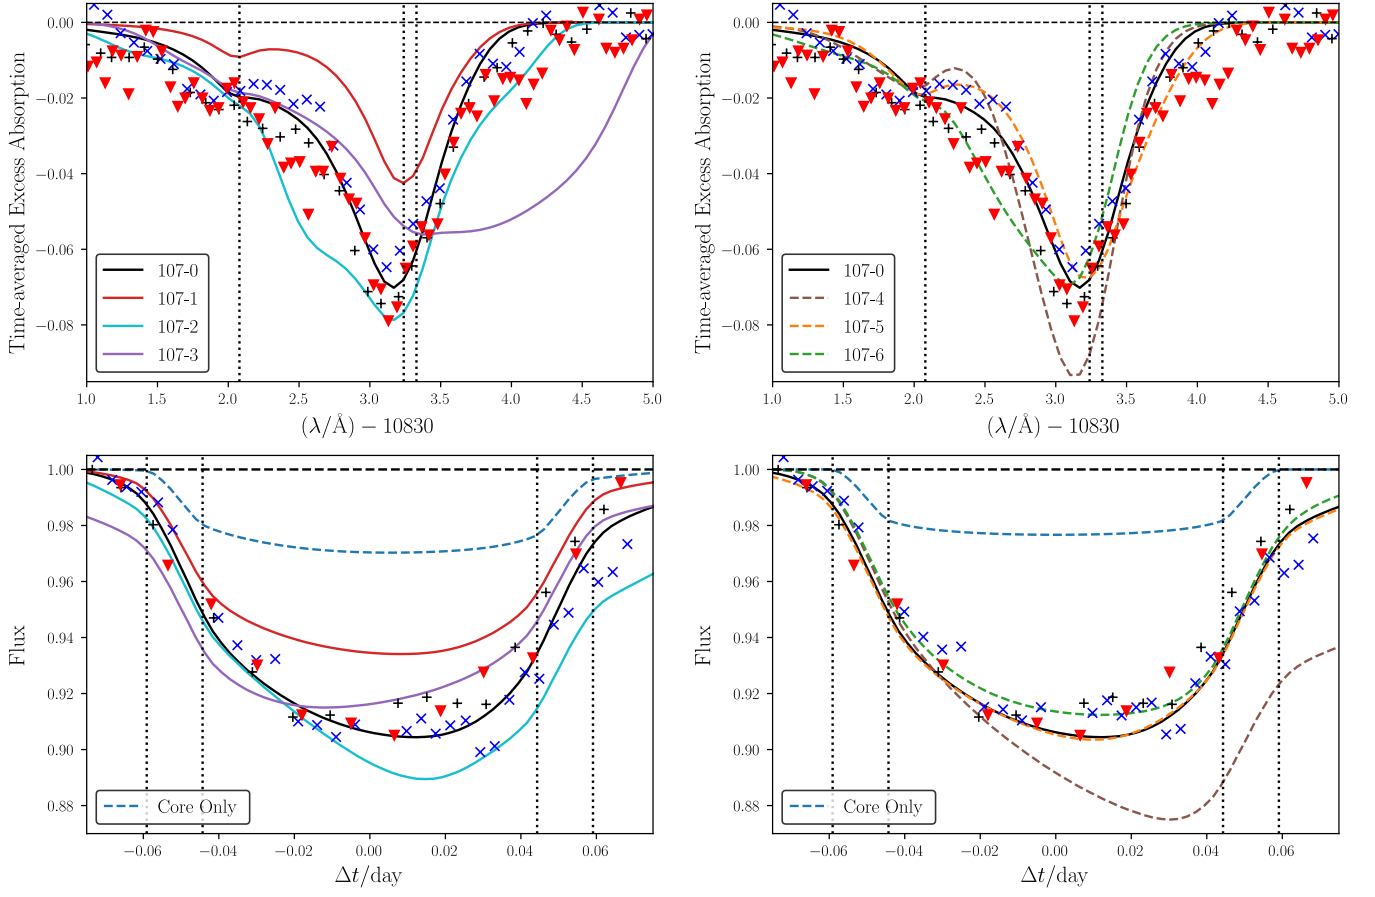 0.00
−0.02
−0.04
−0.06
−0.08
Time-averaged Excess Absorption
107-0
107-1
107-2
107-3
1.0 1.5 2.0 2.5 3.0 3.5 4.0 4.5 5.0
(λ/Å) − 10830
0.00
−0.02
−0.04
−0.06
−0.08
Time-averaged Excess Absorption
107-0
107-4
107-5
107-6
1.0 1.5 2.0 2.5 3.0 3.5 4.0 4.5 5.0
(λ/Å) − 10830
1.00
0.98
0.96
0.94
0.92
0.90
0.88
Flux
Core Only
−0.06 −0.04 −0.02 0.00 0.02 0.04 0.06
Δt/day
1.00
0.98
0.96
0.94
0.92
0.90
0.88
Flux
Core Only
−0.06 −0.04 −0.02 0.00 0.02 0.04 0.06
Δt/day